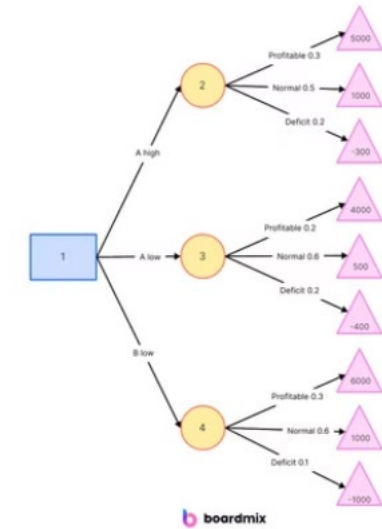 5000
Profitable 0.3
2
Normal 0.5
1000
Deficit 0.2
-300
A high
4000
Profitable 0.2
1
A low
3
Normal 0.6
500
Deficit 0.2
-400
B low
6000
Profitable 0.3
4
Normal 0.6
1000
Deficit 0.1
-1000
boardmix